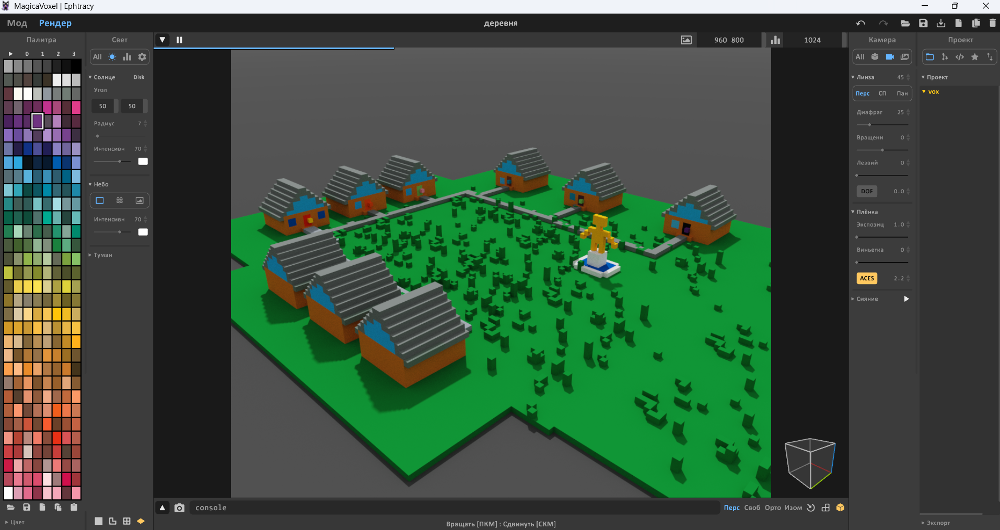 MagicaVoxel | Ephtracy
Мод Рендер
деревня
Палитра
0 1 2 3
Цвет
Свет
All
Солнце Disk
Угол
50 50
Радиус 7
Интенсивн 70
Небо
Интенсивн 70
Туман
960 800
1024
console
Перс Своб Орто Изом
Вращать [ПКМ] : Сдвинуть [СКМ]
Камера
All
Линза 45
Перс СП Пан
Диафраг 25
Вращени 0
Лезвий 0
DOF 0.0
Плёнка
Экспозиц 1.0
Виньетка 0
ACES 2.2
Сияние
Проект
Проект
vox
Экспорт